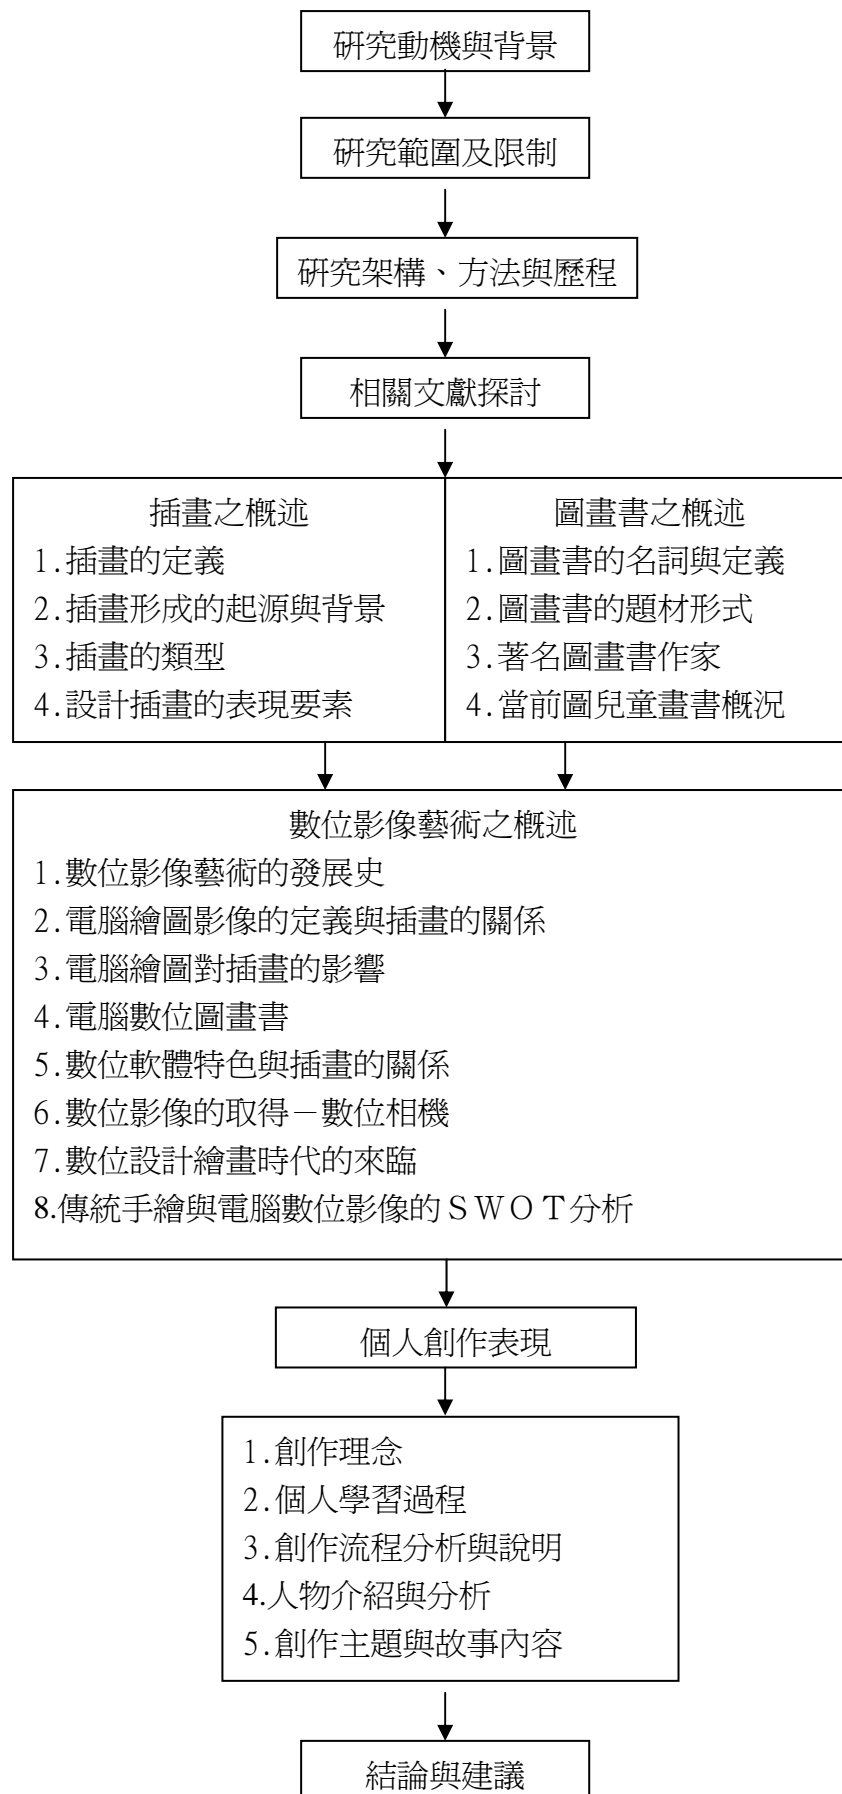 研究動機與背景
研究範圍及限制
研究架構、方法與歷程
相關文獻探討
插畫之概述
1.插畫的定義
2.插畫形成的起源與背景
3.插畫的類型
4.設計插畫的表現要素
圖畫書之概述
1.圖畫書的名詞與定義
2.圖畫書的題材形式
3.著名圖畫書作家
4.當前圖兒童畫書概況
數位影像藝術之概述
1.數位影像藝術的發展史
2.電腦繪圖影像的定義與插畫的關係
3.電腦繪圖對插畫的影響
4.電腦數位圖畫書
5.數位軟體特色與插畫的關係
6.數位影像的取得－數位相機
7.數位設計繪畫時代的來臨
8.傳統手繪與電腦數位影像的ＳＷＯＴ分析
個人創作表現
1.創作理念
2.個人學習過程
3.創作流程分析與說明
4.人物介紹與分析
5.創作主題與故事內容
結論與建議